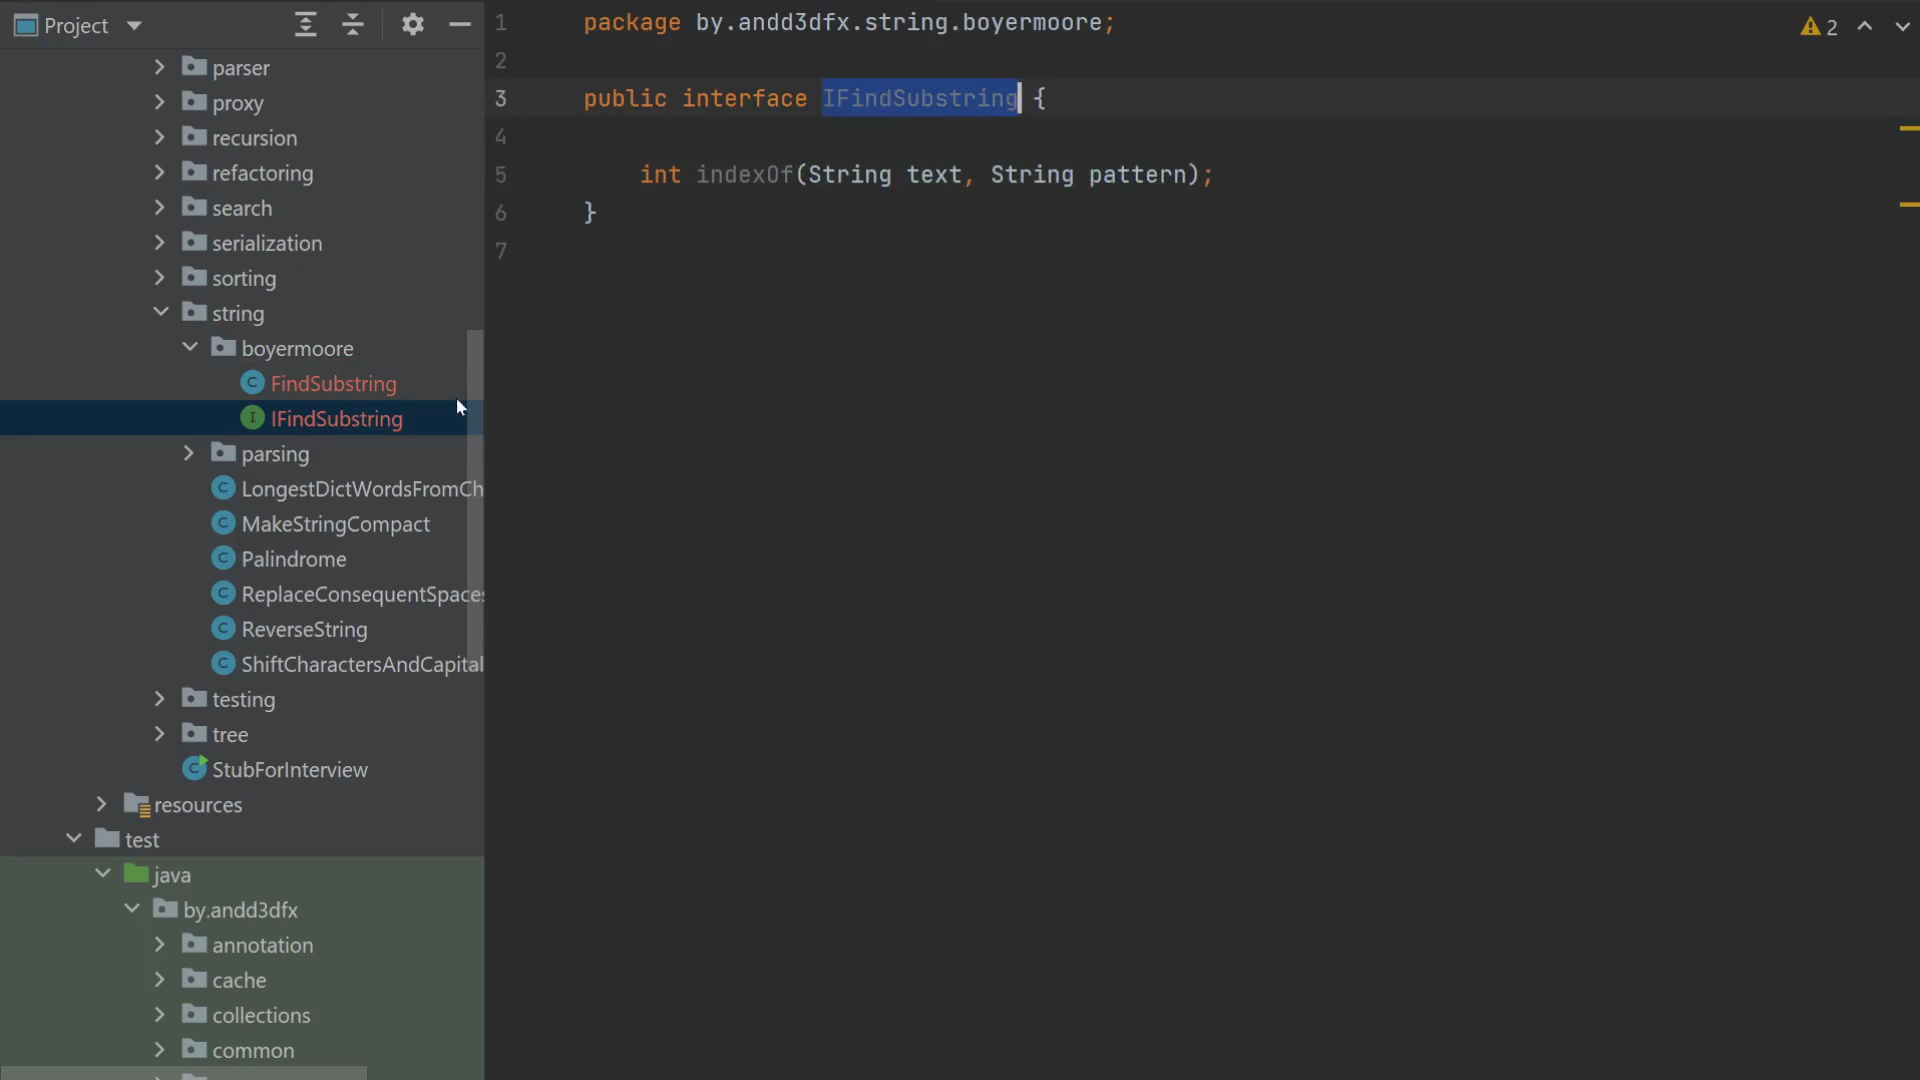 Project
parser
proxy
recursion
refactoring
search
serialization
sorting
string
boyermoore
C FindSubstring
I IFindSubstring
parsing
C LongestDictWordsFromCh
C MakeStringCompact
C Palindrome
C ReplaceConsequentSpaces
C ReverseString
C ShiftCharactersAndCapital
testing
tree
C StubForInterview
resources
test
java
by.andd3dfx
annotation
cache
collections
common
1 package by.andd3dfx.string.boyermoore;
2
3 public interface IFindSubstring {
4
5 int indexOf(String text, String pattern);
6 }
7
2